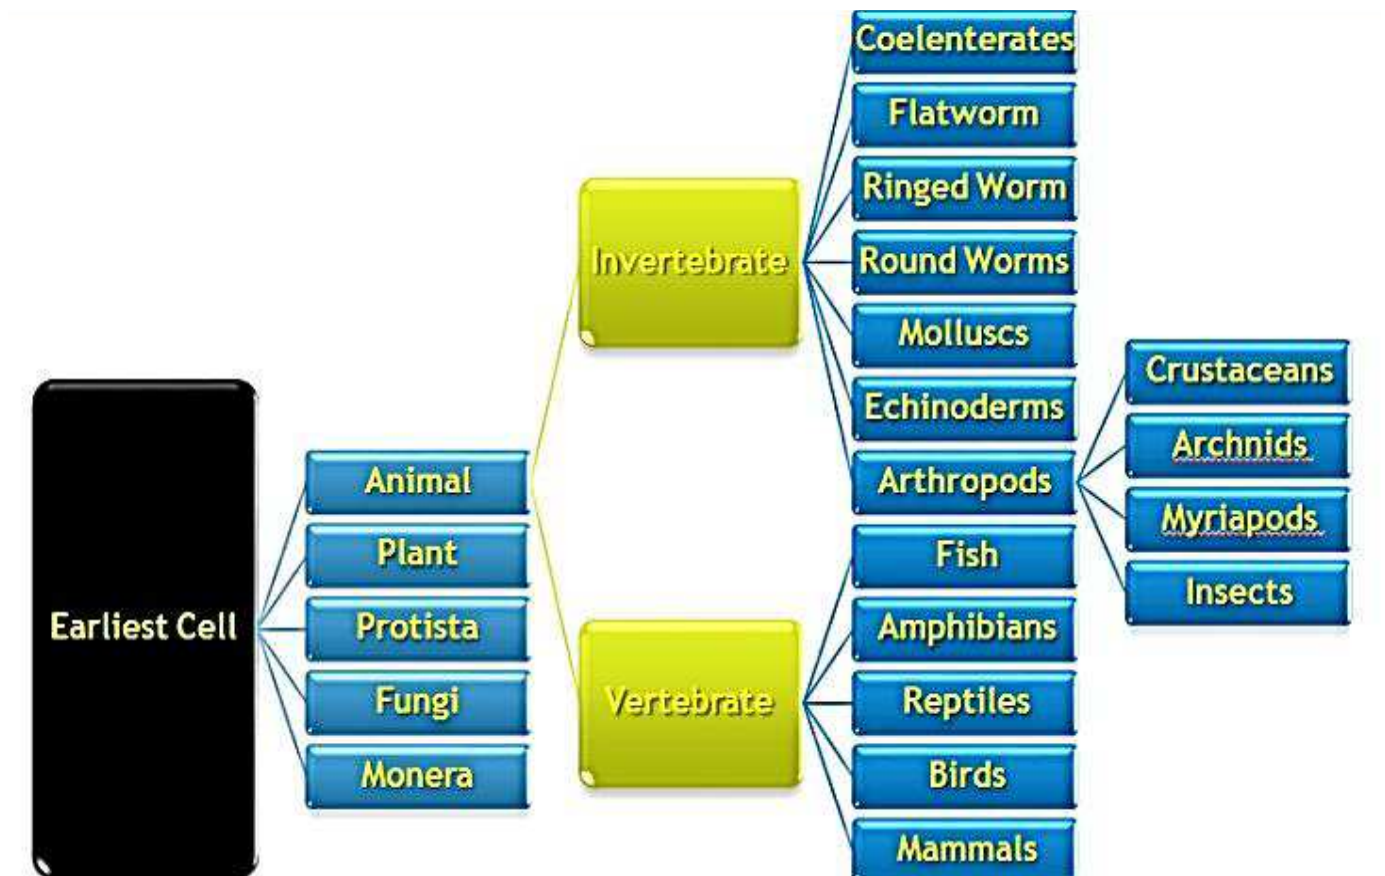 Earliest Cell
Animal
Plant
Protista
Fungi
Monera
Invertebrate
Vertebrate
Coelenterates
Flatworm
Ringed Worm
Round Worms
Molluscs
Echinoderms
Arthropods
Fish
Amphibians
Reptiles
Birds
Mammals
Crustaceans
Archnids
Myriapods
Insects